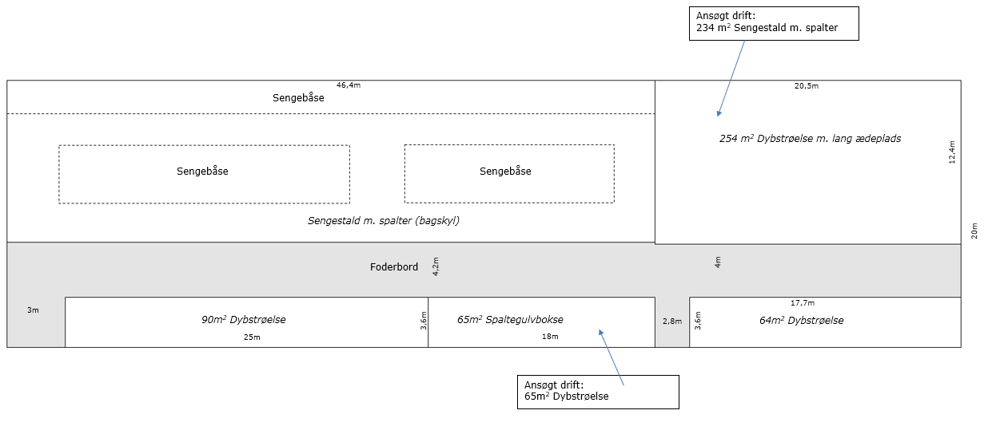 Ansøgt drift:
234 m² Sengestald m. spalter
46,4m
20,5m
Sengebåse
254 m² Dybstrøelse m. lang ædeplads
12,4m
Sengebåse
Sengebåse
Sengestald m. spalter (bagskyl)
20m
Foderbord
4,2m
4m
3m
90m² Dybstrøelse
25m
3,6m
65m² Spaltegulvbokse
18m
2,8m
3,6m
17,7m
64m² Dybstrøelse
Ansøgt drift:
65m² Dybstrøelse